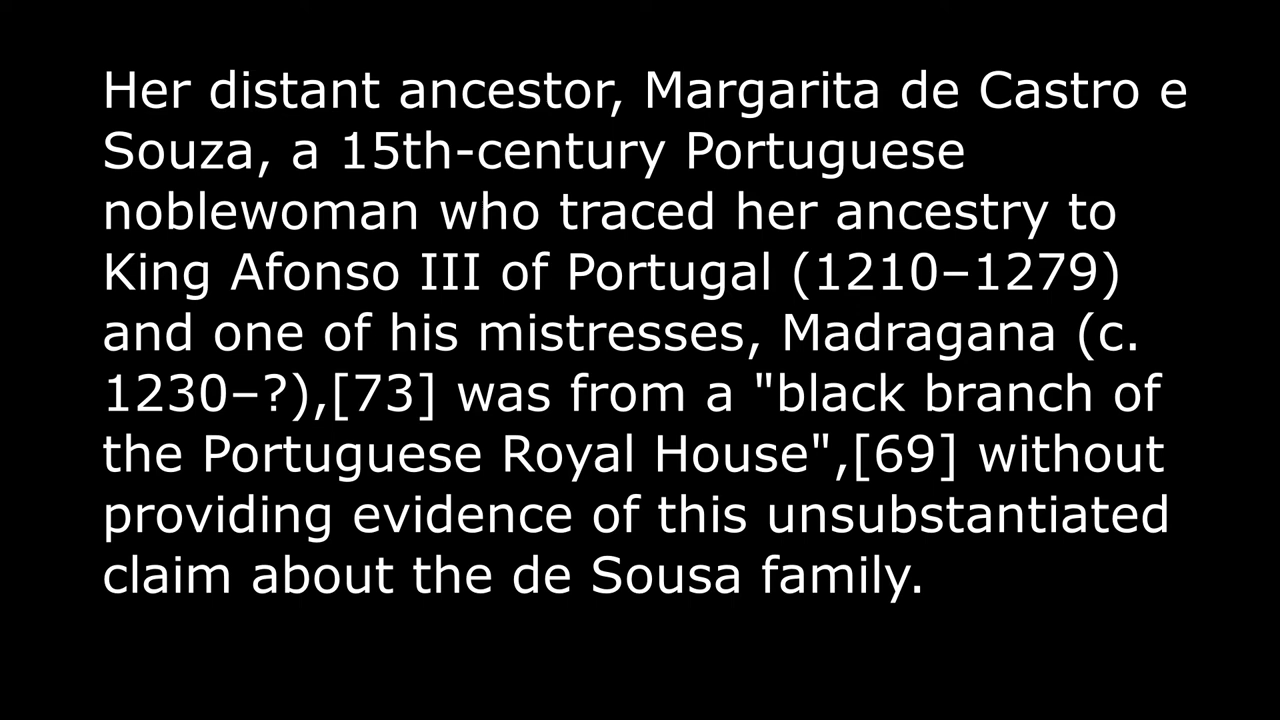 Her distant ancestor, Margarita de Castro e
Souza, a 15th-century Portuguese
noblewoman who traced her ancestry to
King Afonso III of Portugal (1210–1279)
and one of his mistresses, Madragana (c.
1230–?),[73] was from a "black branch of
the Portuguese Royal House",[69] without
providing evidence of this unsubstantiated
claim about the de Sousa family.